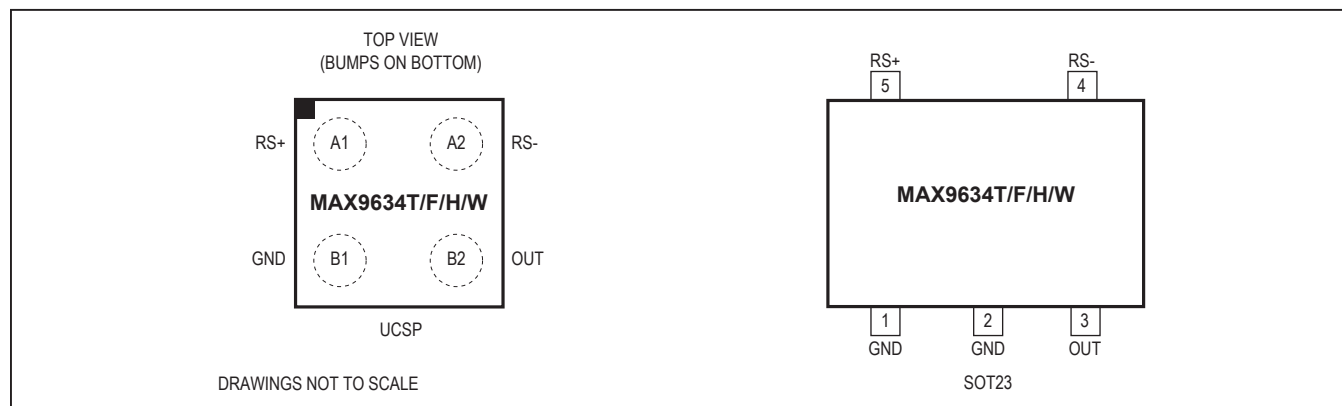 TOP VIEW
(BUMPS ON BOTTOM)
RS+ A1 A2 RS-
MAX9634T/F/H/W
GND B1 B2 OUT
UCSP
DRAWINGS NOT TO SCALE
RS+ RS-
5 4
MAX9634T/F/H/W
1 2 3
GND GND OUT
SOT23